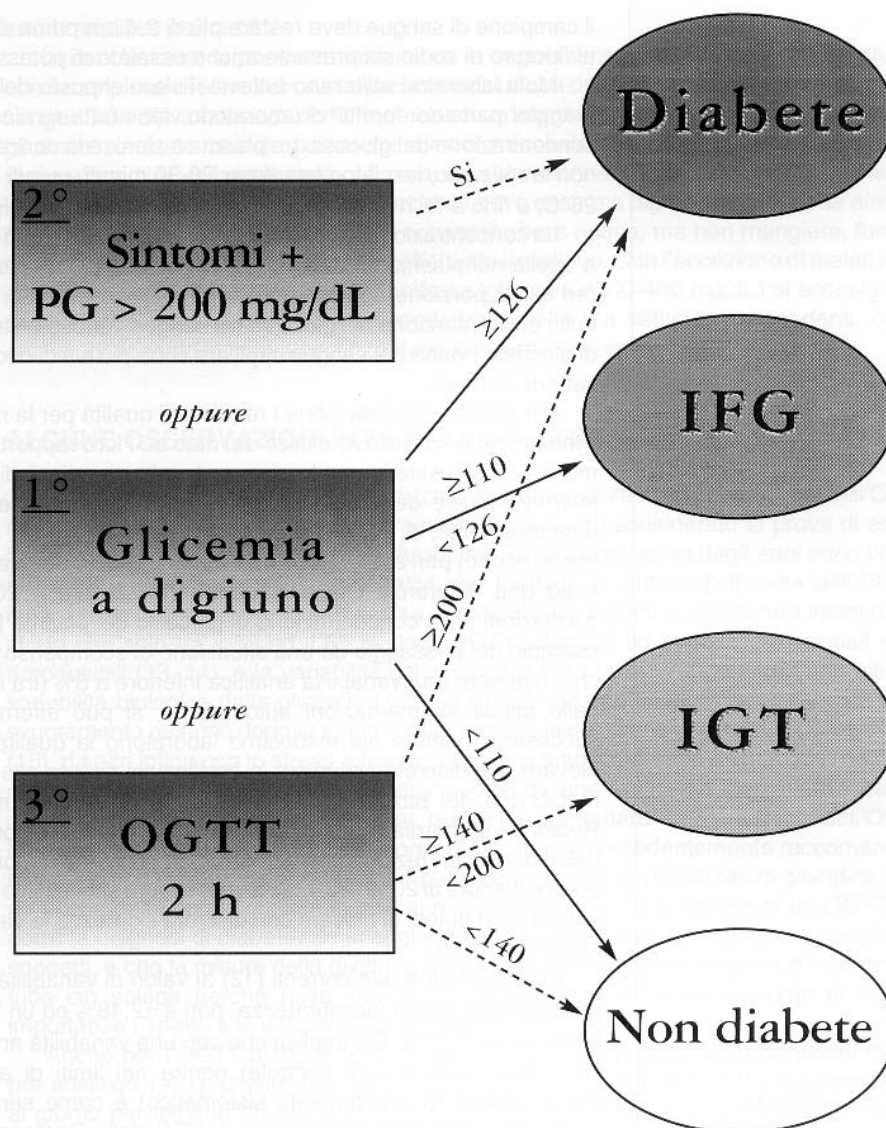 Diabete
2°
Sintomi +
PG > 200 mg/dL
Si
≥126
oppure
IFG
1°
Glicemia
a digiuno
≥110
<126
≥200
<110
oppure
IGT
3°
OGTT
2 h
≥140
<200
<140
Non diabete